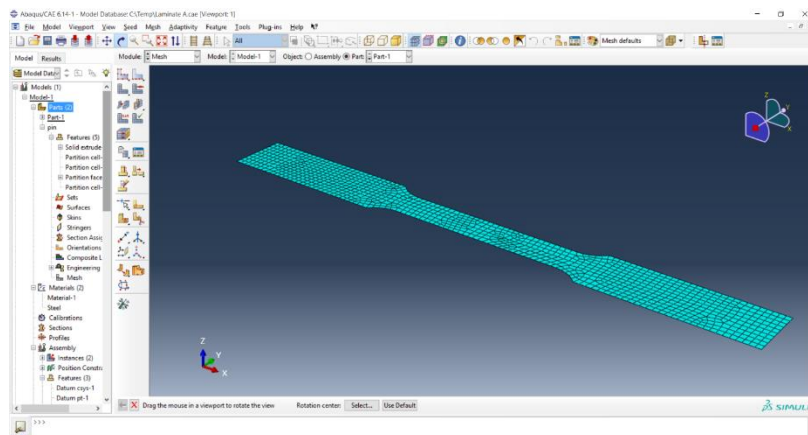 Abaqus/CAE 6.14-1 - Model Database: C:\Temp\Laminate A.cae [Viewport: 1]
File Model Viewport View Seed Mesh Adaptivity Feature Tools Plug-ins Help
All
Mesh defaults
Model Results Module: Mesh Model: Model-1 Object: Assembly Part: Part-1
Model Data
Models (1)
Model-1
Parts (2)
Part-1
pin
Features (5)
Solid extrude
Partition cell-
Partition cell-
Partition face
Partition cell-
Sets
Surfaces
Skins
Stringers
Section Assig
Orientations
Composite L
Engineering
Mesh
Materials (2)
Material-1
Steel
Calibrations
Sections
Profiles
Assembly
Instances (2)
Position Constr
Features (3)
Datum csys-1
Datum pt-1
Z
Y
X
Z
Y
X
Drag the mouse in a viewport to rotate the view Rotation center: Select... Use Default
SIMULI
>>>